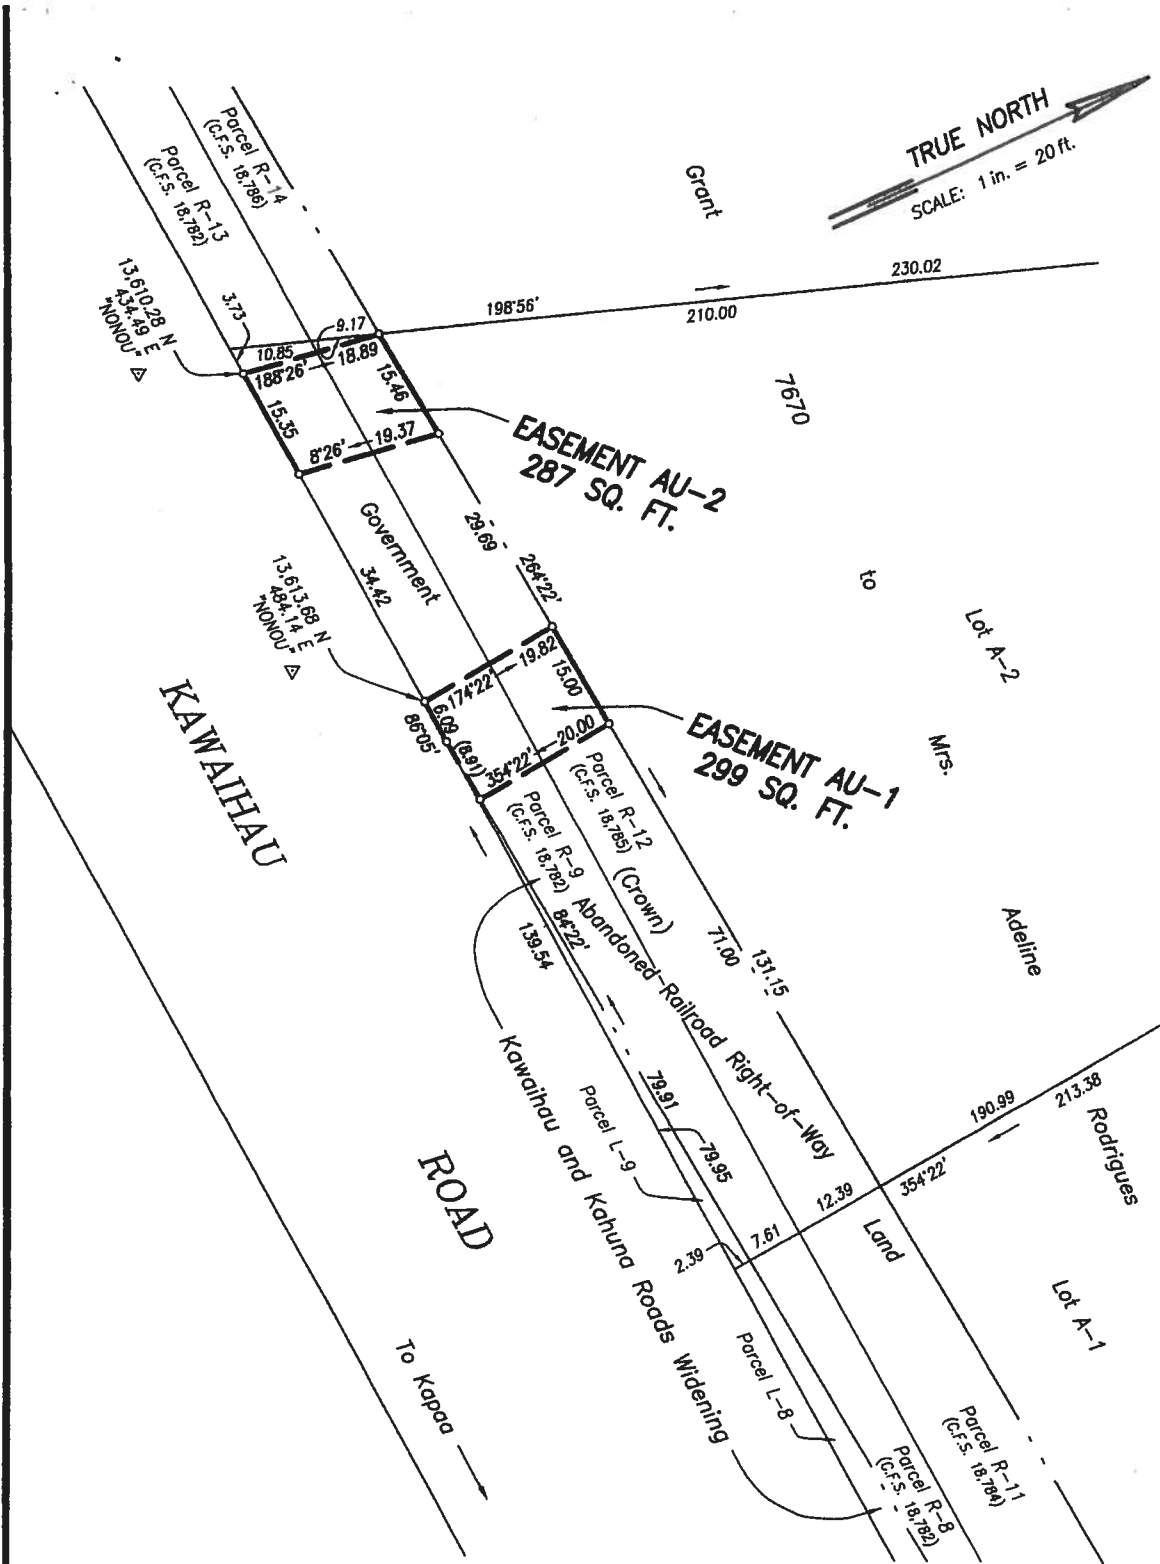 TRUE NORTH
SCALE: 1 in. = 20 ft.
Parcel R-14
(C.F.S. 18,786)
Parcel R-13
(C.F.S. 18,782)
Grant
230.02
198°56'
210.00
13,610.28 N
434.49 E
"NONOU"
3.73
9.17
10.85
18.89
188°26'
15.46
15.35
8°26'
19.37
7670
EASEMENT AU-2
287 SQ. FT.
Government
29.69
264°22'
34.42
to
Lot A-2
13,613.68 N
484.14 E
"NONOU"
174°22'
19.82
15.00
6.09
86°05'
(8.91)
354°22'
20.00
EASEMENT AU-1
299 SQ. FT.
Mrs.
KAWAIHAU
Parcel R-12
(C.F.S. 18,785)
Parcel R-9
(C.F.S. 18,782)
(Crown)
84°22'
139.54
Abandoned Railroad Right-of-Way
71.00
131.15
Adeline
Kawaihau and Kahuna Roads Widening
Parcel L-9
79.91
79.95
190.99
213.38
Rodrigues
354°22'
12.39
7.61
2.39
Land
ROAD
Lot A-1
To Kapaa
Parcel L-8
Parcel R-11
(C.F.S. 18,784)
Parcel R-8
(C.F.S. 18,782)